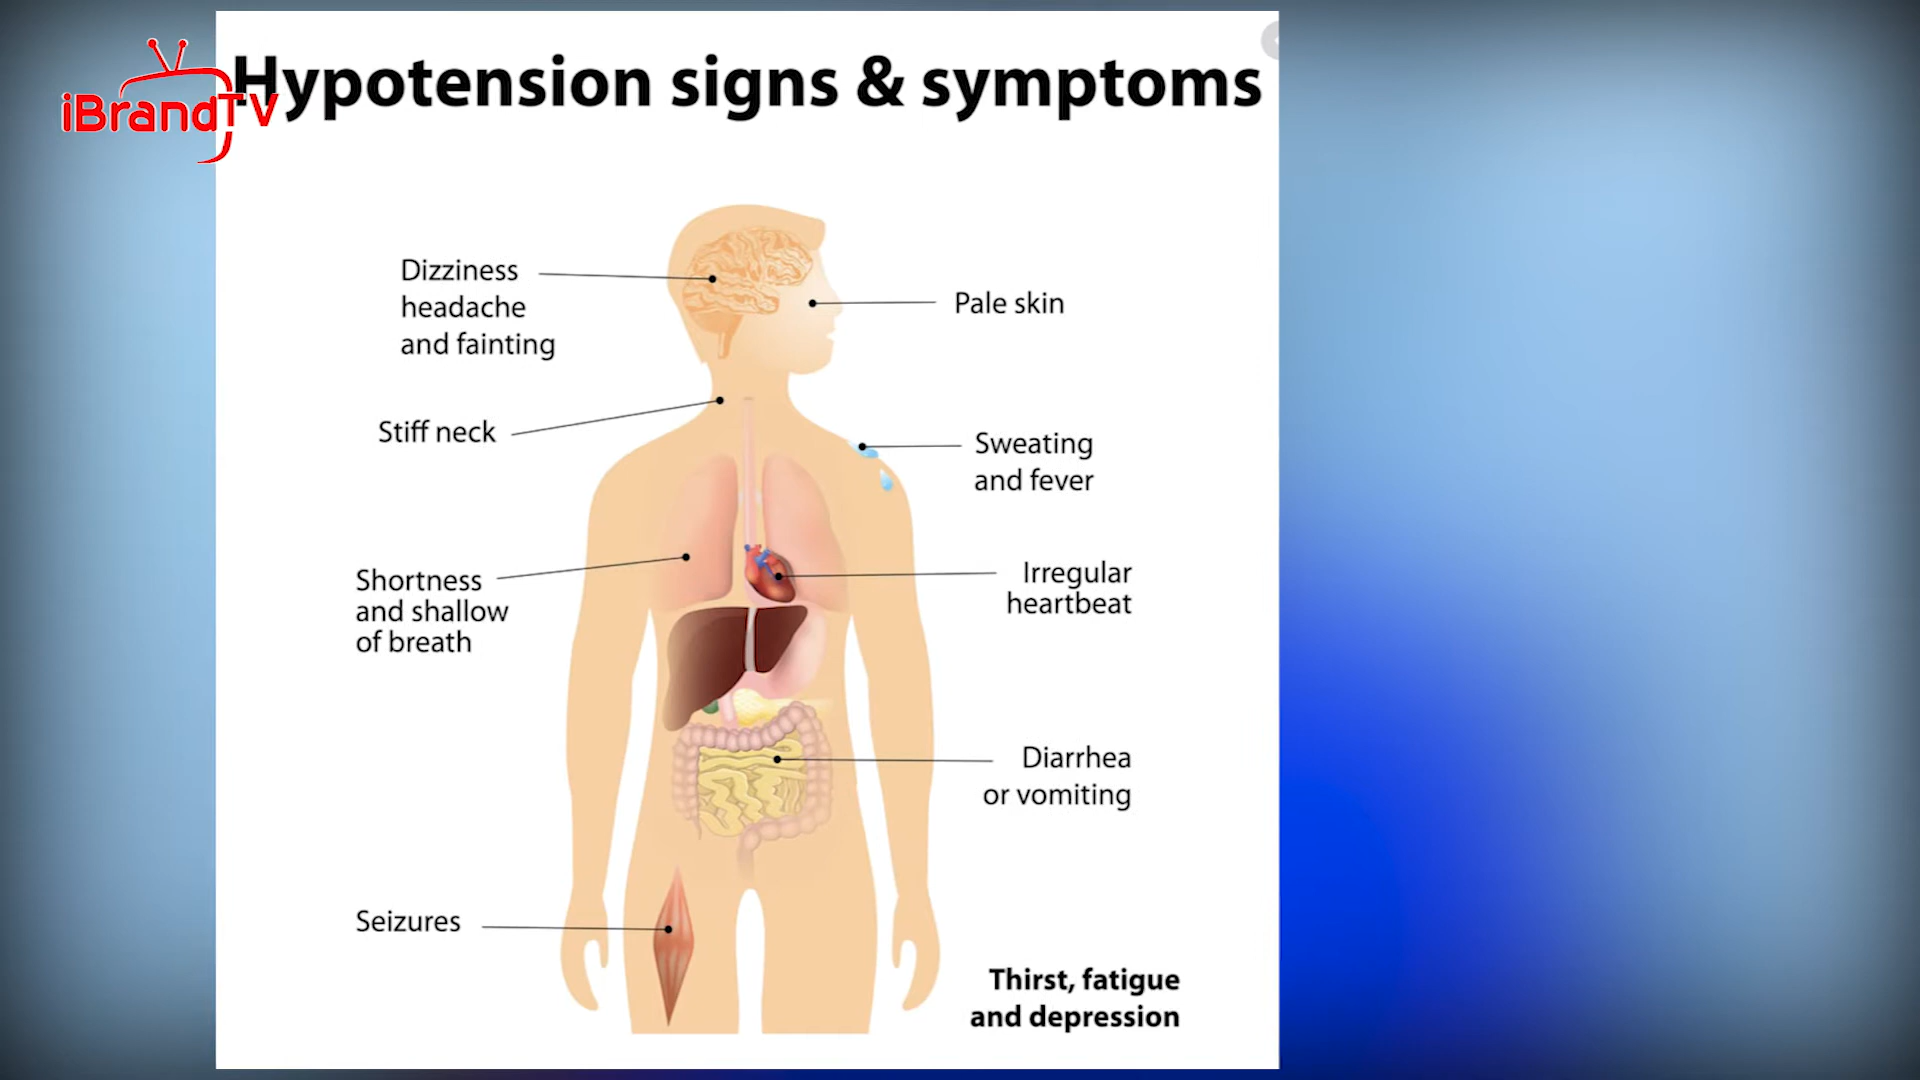 iBrandTV
Hypotension signs & symptoms
Dizziness
headache
and fainting
Pale skin
Stiff neck
Sweating
and fever
Shortness
and shallow
of breath
Irregular
heartbeat
Diarrhea
or vomiting
Seizures
Thirst, fatigue
and depression